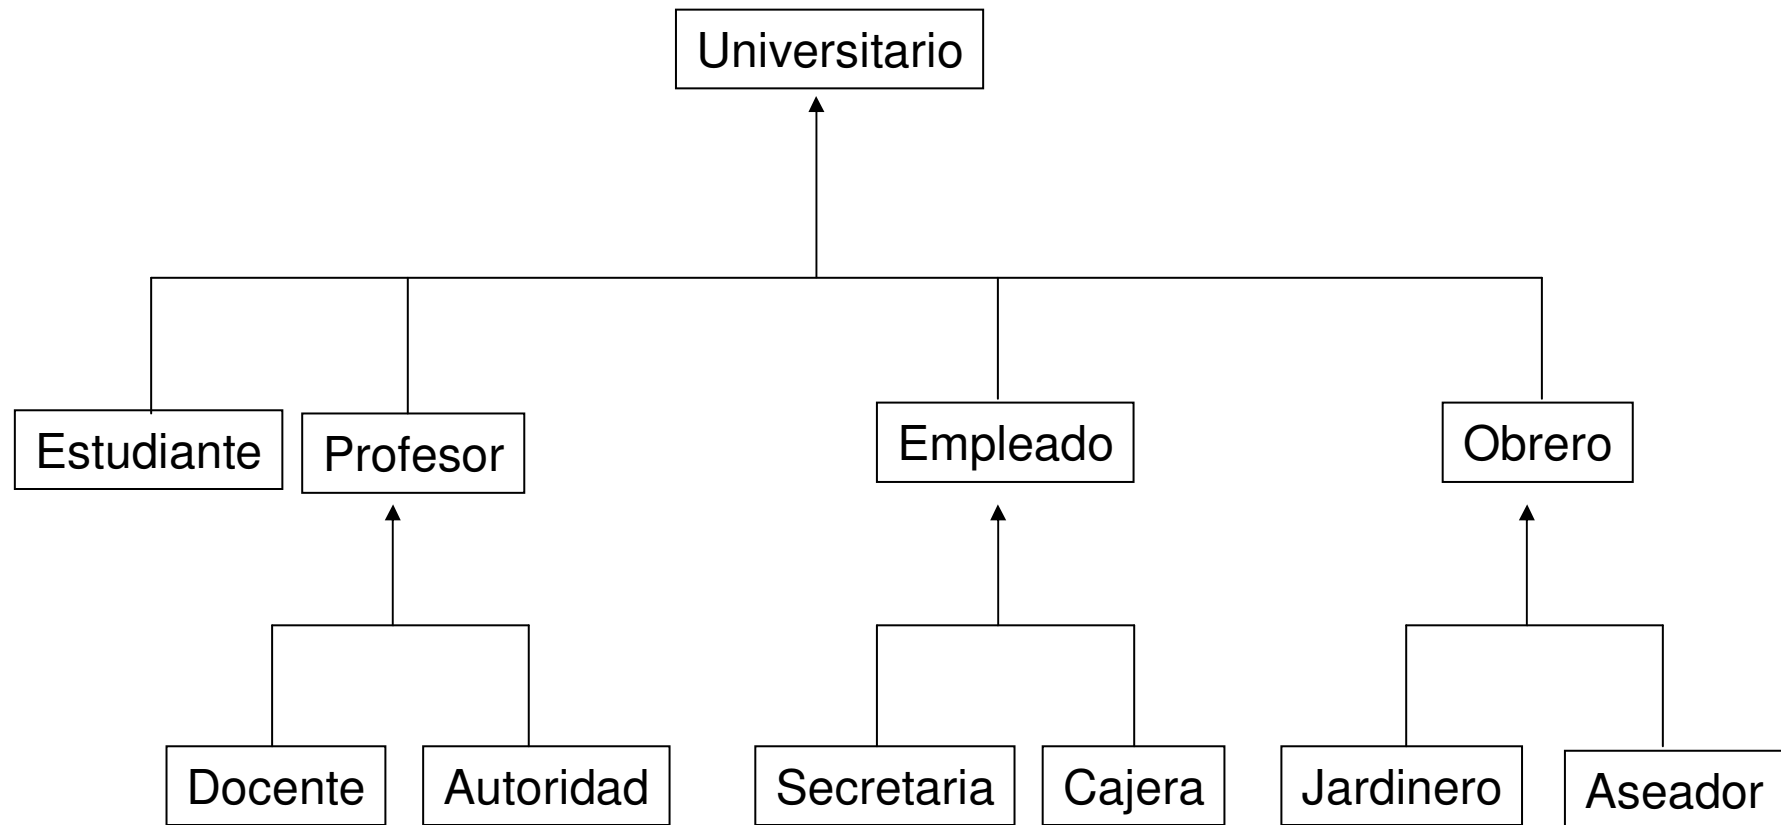 Universitario
Estudiante
Profesor
Empleado
Obrero
Docente
Autoridad
Secretaria
Cajera
Jardinero
Aseador